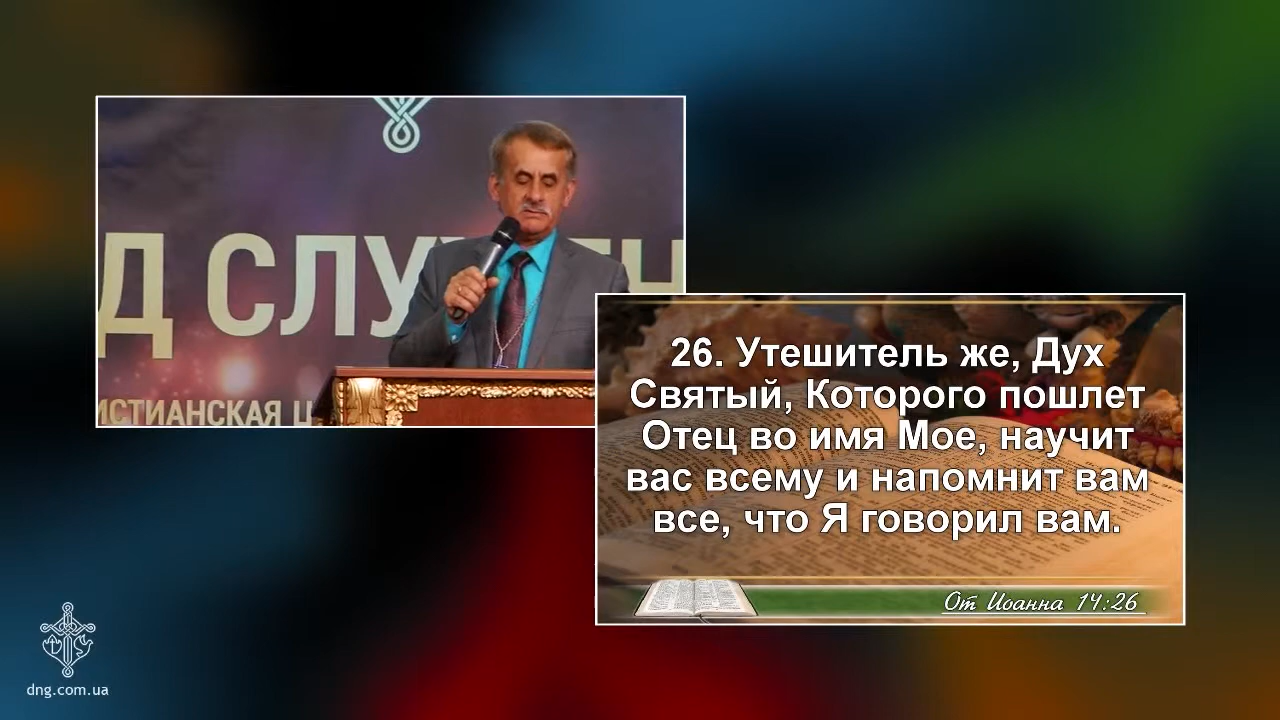 Д СЛУ
ИСТИАНСКАЯ Ц
26. Утешитель же, Дух
Святый, Которого пошлет
Отец во имя Мое, научит
вас всему и напомнит вам
все, что Я говорил вам.
От Иоанна 14:26
dng.com.ua